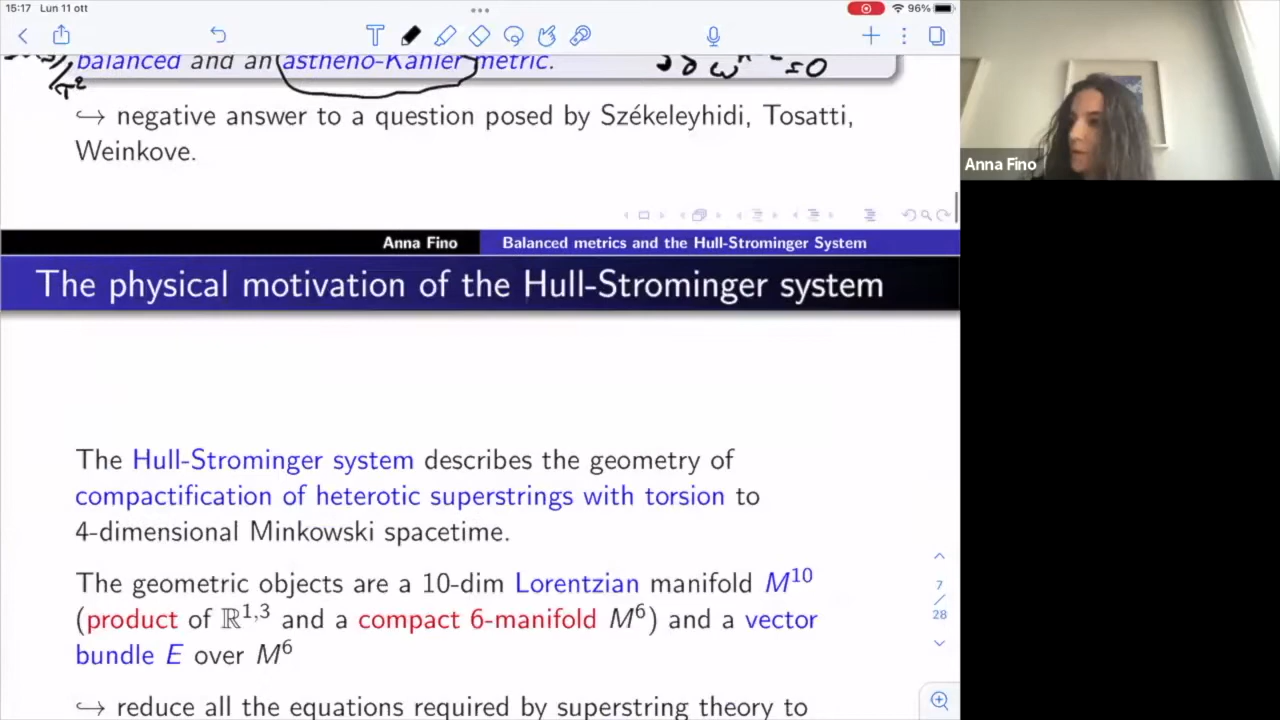 15:17 Lun 11 ott
96%
balanced and an astheno-Kähler metric.
↪ negative answer to a question posed by Székeleyhidi, Tosatti,
Weinkove.
Anna Fino Balanced metrics and the Hull-Strominger System
The physical motivation of the Hull-Strominger system
The Hull-Strominger system describes the geometry of
compactification of heterotic superstrings with torsion to
4-dimensional Minkowski spacetime.
The geometric objects are a 10-dim Lorentzian manifold M¹⁰
(product of ℝ¹,³ and a compact 6-manifold M⁶) and a vector
bundle E over M⁶
↪ reduce all the equations required by superstring theory to
7
/
28
Anna Fino